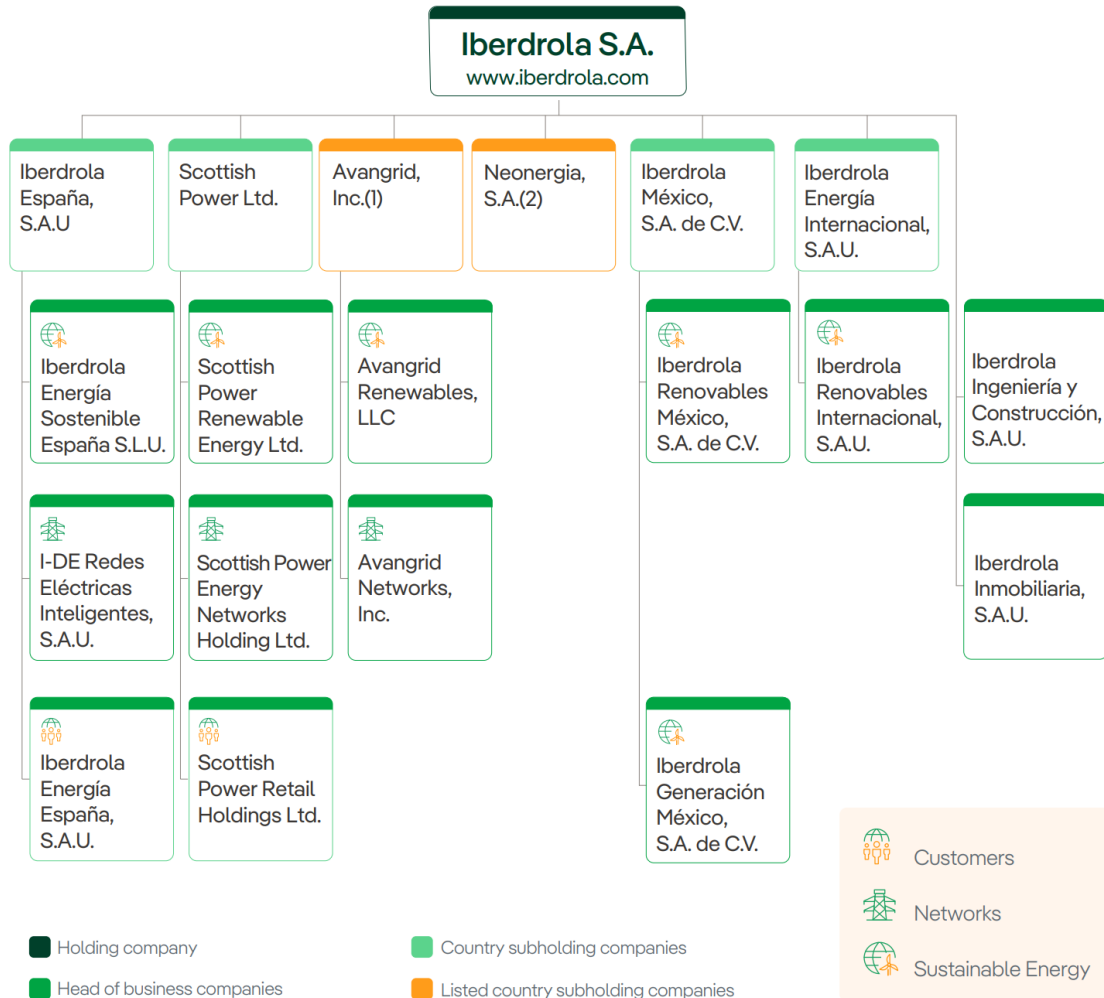 Iberdrola S.A.
www.iberdrola.com
Iberdrola
España,
S.A.U
Scottish
Power Ltd.
Avangrid,
Inc.(1)
Neonergia,
S.A.(2)
Iberdrola
México,
S.A. de C.V.
Iberdrola
Energía
Internacional,
S.A.U.
Iberdrola
Energía
Sostenible
España S.L.U.
Scottish
Power
Renewable
Energy Ltd.
Avangrid
Renewables,
LLC
Iberdrola
Renovables
México,
S.A. de C.V.
Iberdrola
Renovables
Internacional,
S.A.U.
Iberdrola
Ingeniería y
Construcción,
S.A.U.
I-DE Redes
Eléctricas
Inteligentes,
S.A.U.
Scottish Power
Energy
Networks
Holding Ltd.
Avangrid
Networks,
Inc.
Iberdrola
Inmobiliaria,
S.A.U.
Iberdrola
Energía
España,
S.A.U.
Scottish
Power Retail
Holdings Ltd.
Iberdrola
Generación
México,
S.A. de C.V.
Customers
Networks
Sustainable Energy
Holding company
Country subholding companies
Head of business companies
Listed country subholding companies